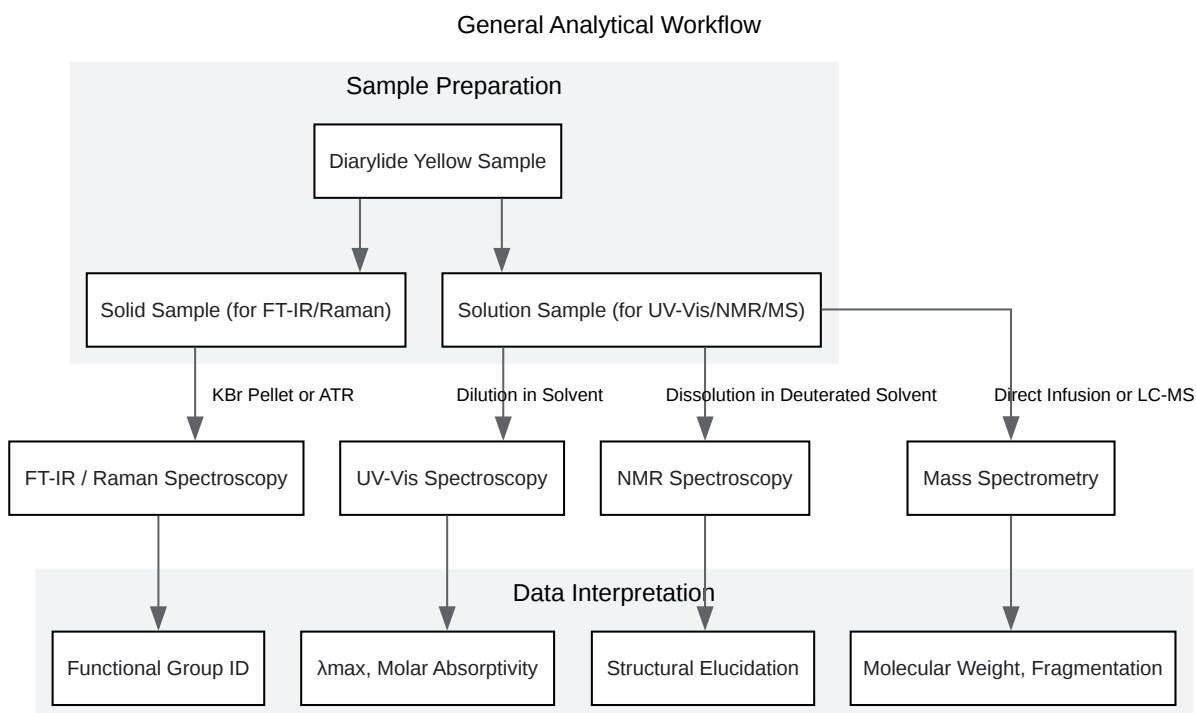 General Analytical Workflow
Sample Preparation
Diarylide Yellow Sample
Solid Sample (for FT-IR/Raman)
Solution Sample (for UV-Vis/NMR/MS)
KBr Pellet or ATR
Dilution in Solvent
Dissolution in Deuterated Solvent
Direct Infusion or LC-MS
FT-IR / Raman Spectroscopy
UV-Vis Spectroscopy
NMR Spectroscopy
Mass Spectrometry
Data Interpretation
Functional Group ID
λmax, Molar Absorptivity
Structural Elucidation
Molecular Weight, Fragmentation